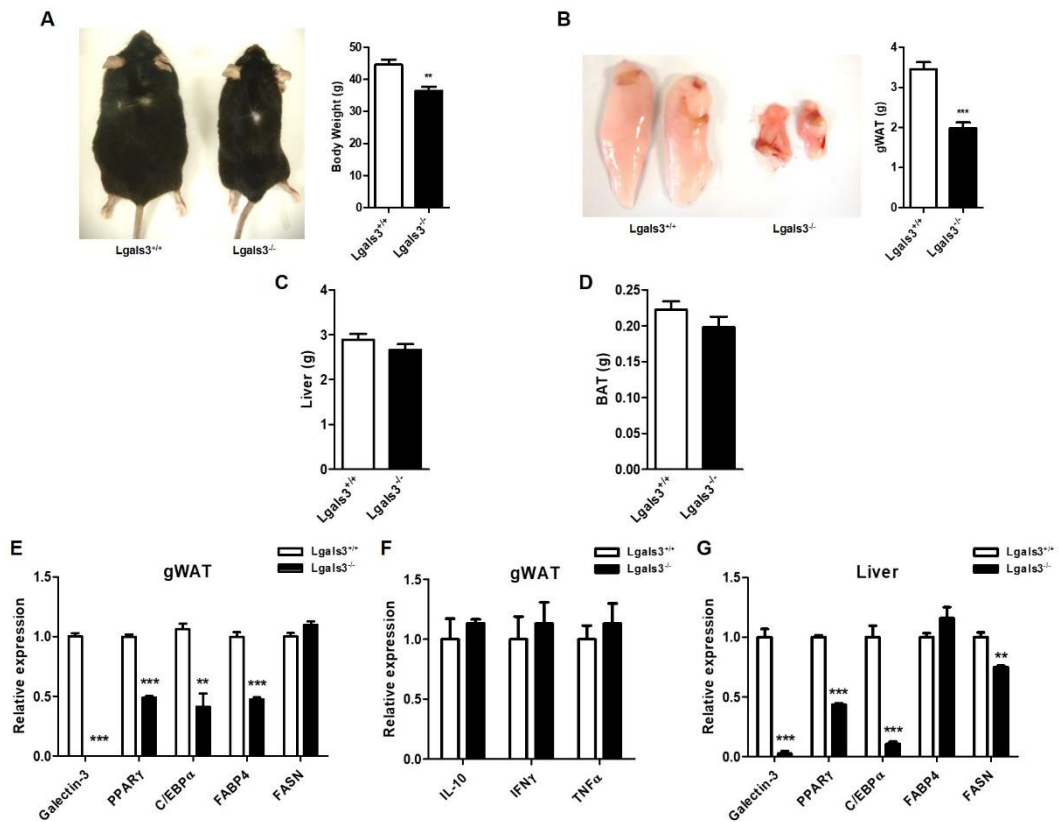 A
B
50
40
30
20
10
0
Body Weight (g)
**
Lgals3+/+
Lgals3-/-
Lgals3+/+
Lgals3-/-
4
3
2
1
0
gWAT (g)
***
Lgals3+/+
Lgals3-/-
Lgals3+/+
Lgals3-/-
C
4
3
2
1
0
Liver (g)
Lgals3+/+
Lgals3-/-
D
0.25
0.20
0.15
0.10
0.05
0.00
BAT (g)
Lgals3+/+
Lgals3-/-
E
gWAT
Lgals3+/+
Lgals3-/-
1.5
1.0
0.5
0.0
Relative expression
***
***
**
***
Galectin-3
PPARγ
C/EBPα
FABP4
FASN
F
gWAT
Lgals3+/+
Lgals3-/-
1.5
1.0
0.5
0.0
Relative expression
IL-10
IFNγ
TNFα
G
Liver
Lgals3+/+
Lgals3-/-
1.5
1.0
0.5
0.0
Relative expression
***
***
***
**
Galectin-3
PPARγ
C/EBPα
FABP4
FASN